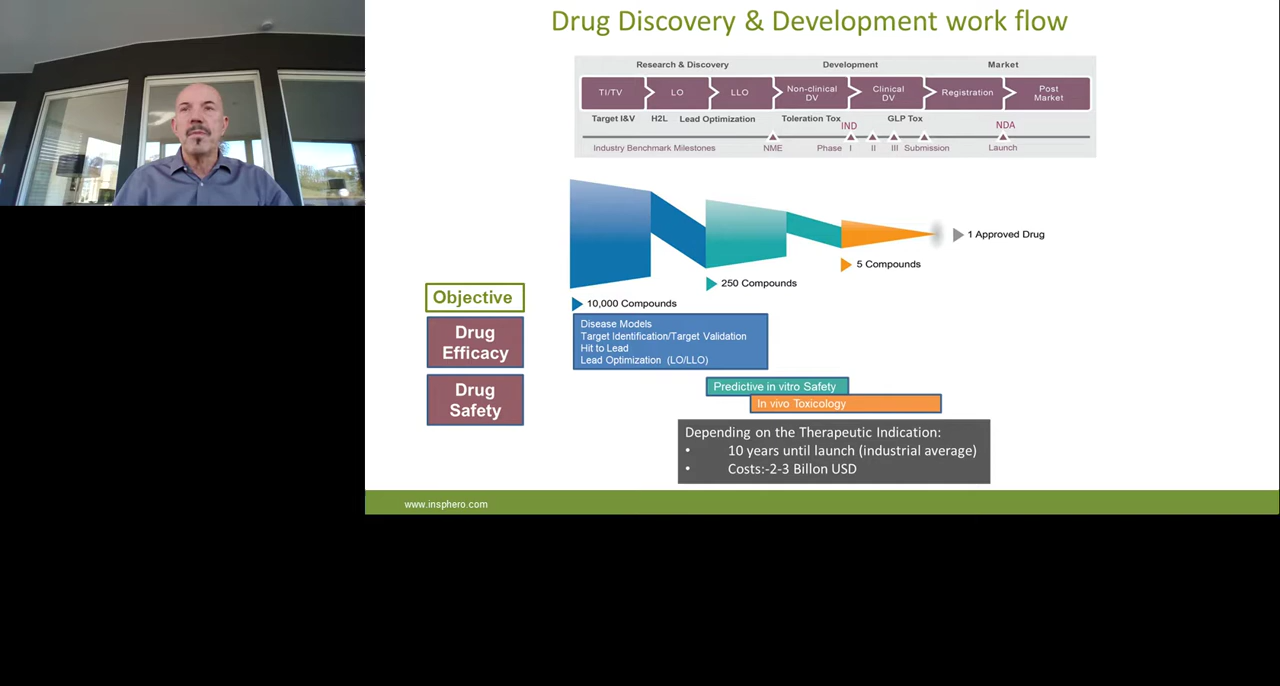 Drug Discovery & Development work flow
Research & Discovery
Development
Market
TI/TV
LO
LLO
Non-clinical
DV
Clinical
DV
Registration
Post
Market
Target I&V
H2L
Lead Optimization
Toleration Tox
IND
GLP Tox
NDA
Industry Benchmark Milestones
NME
Phase
I
II
III
Submission
Launch
1 Approved Drug
5 Compounds
250 Compounds
10,000 Compounds
Objective
Drug
Efficacy
Disease Models
Target Identification/Target Validation
Hit to Lead
Lead Optimization (LO/LLO)
Drug
Safety
Predictive in vitro Safety
In vivo Toxicology
Depending on the Therapeutic Indication:
• 10 years until launch (industrial average)
• Costs:-2-3 Billon USD
www.insphero.com